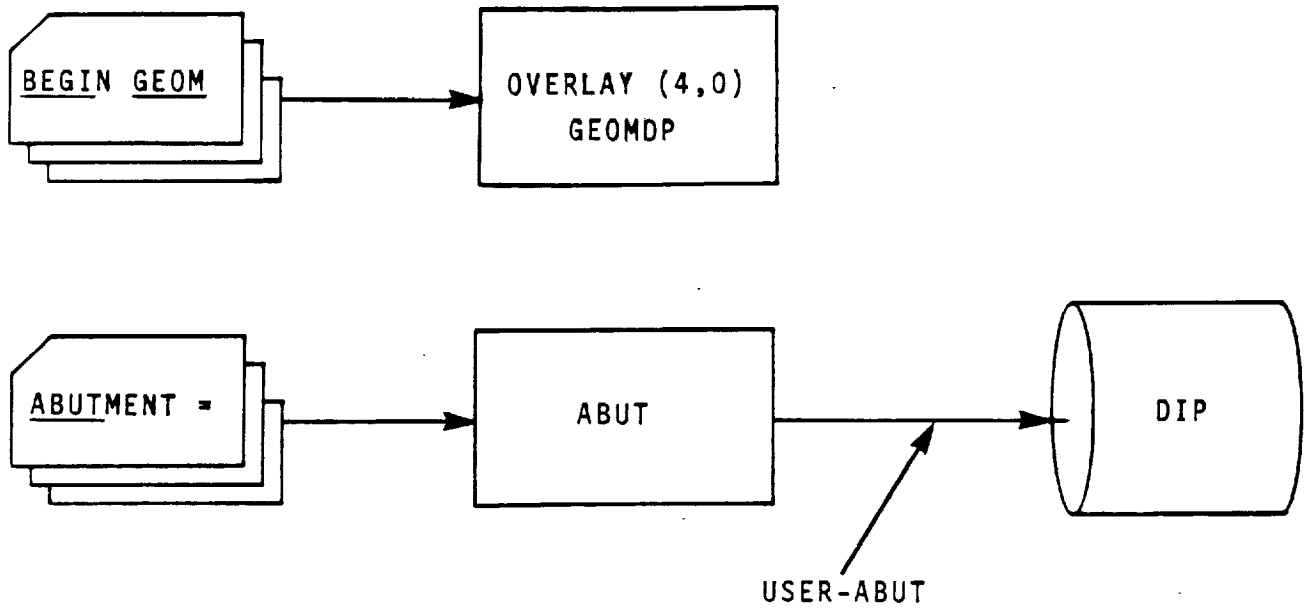 BEGIN GEOM
OVERLAY (4,0)
GEOMDP
ABUTMENT =
ABUT
DIP
USER-ABUT